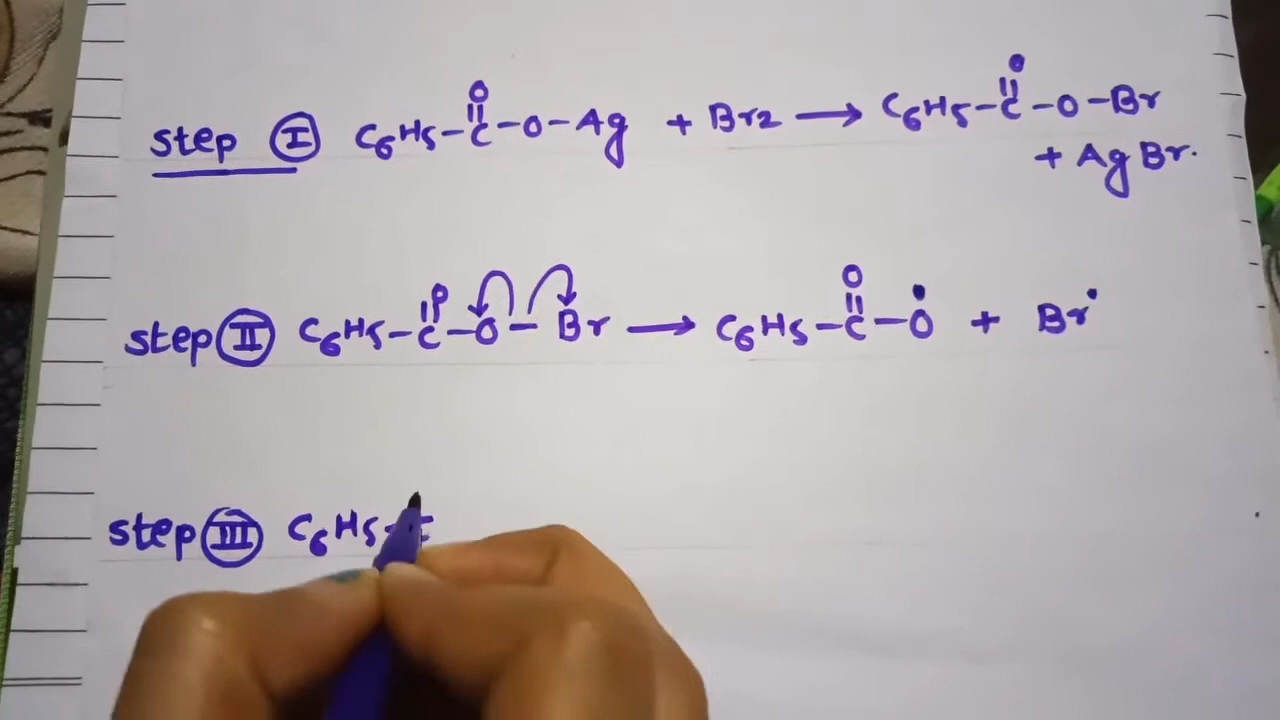 O
step I C6H5-C-O-Ag + Br2 → C6H5-C-O-Br
+ AgBr.
O O
step II C6H5-C-O-Br → C6H5-C-O• + Br•
step III C6H5-C